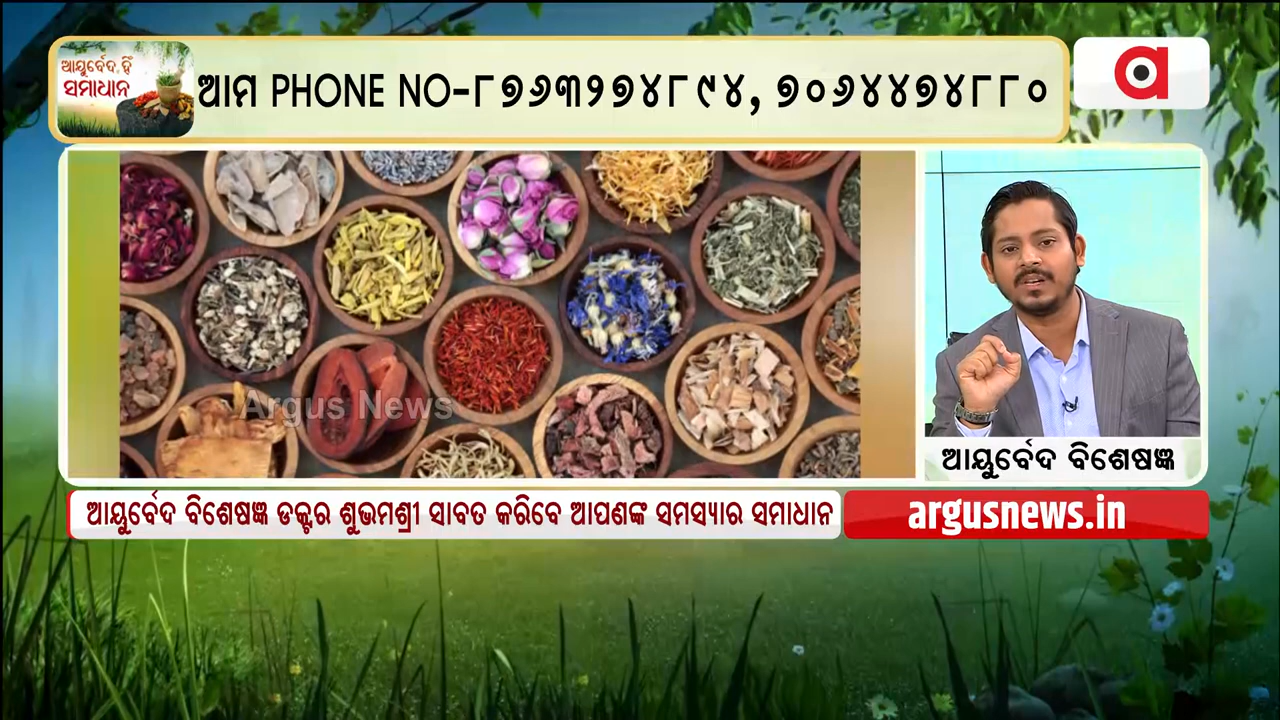 ଆୟୁର୍ବେଦ ହିଁ
ସମାଧାନ
ଆମ PHONE NO-୮୭୬୩୨୭୪୮୯୪, ୭୦୬୪୪୭୪୮୮୦
a
Argus News
ଆୟୁର୍ବେଦ ବିଶେଷଜ୍ଞ
ଆୟୁର୍ବେଦ ବିଶେଷଜ୍ଞ ଡକ୍ଟର ଶୁଭମଶ୍ରୀ ସାବତ କରିବେ ଆପଣଙ୍କ ସମସ୍ୟାର ସମାଧାନ
argusnews.in